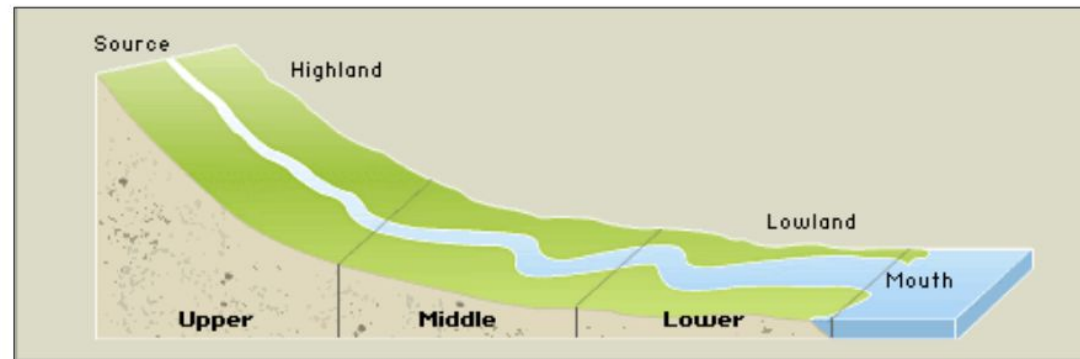 Source
Highland
Lowland
Mouth
Upper
Middle
Lower